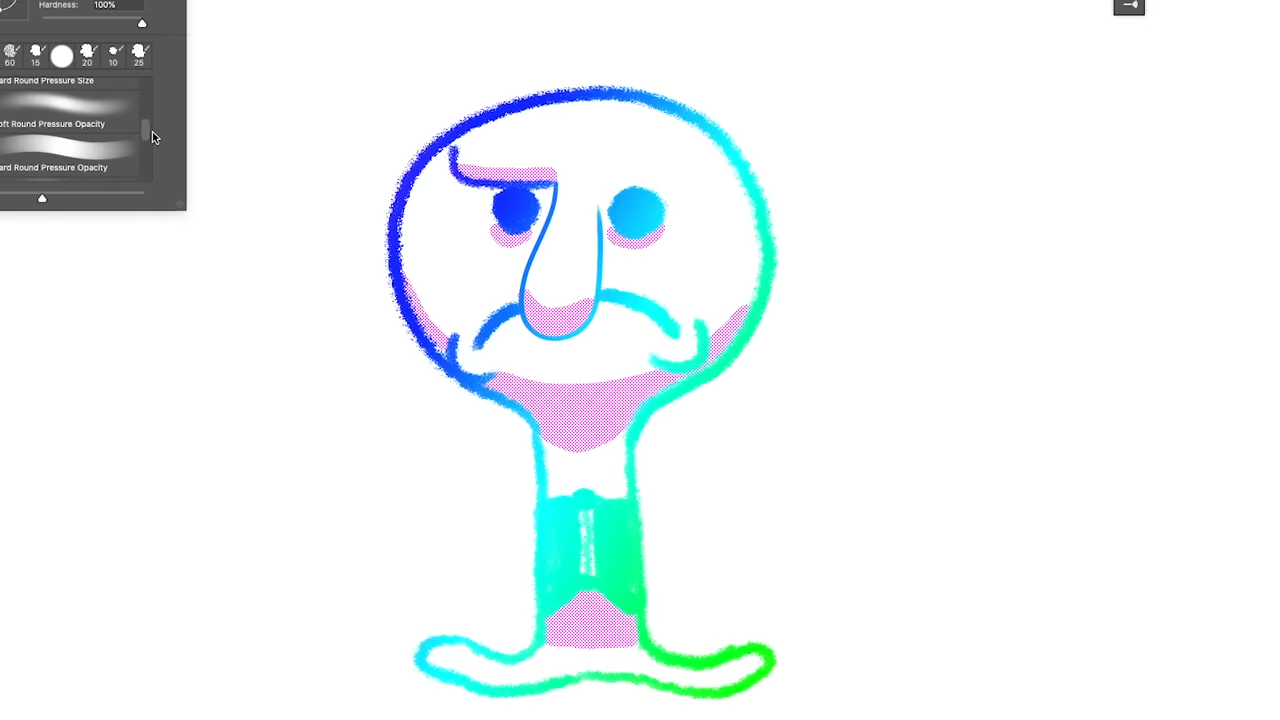 Hardness: 100%
60 15 20 10 25
ard Round Pressure Size
oft Round Pressure Opacity
ard Round Pressure Opacity